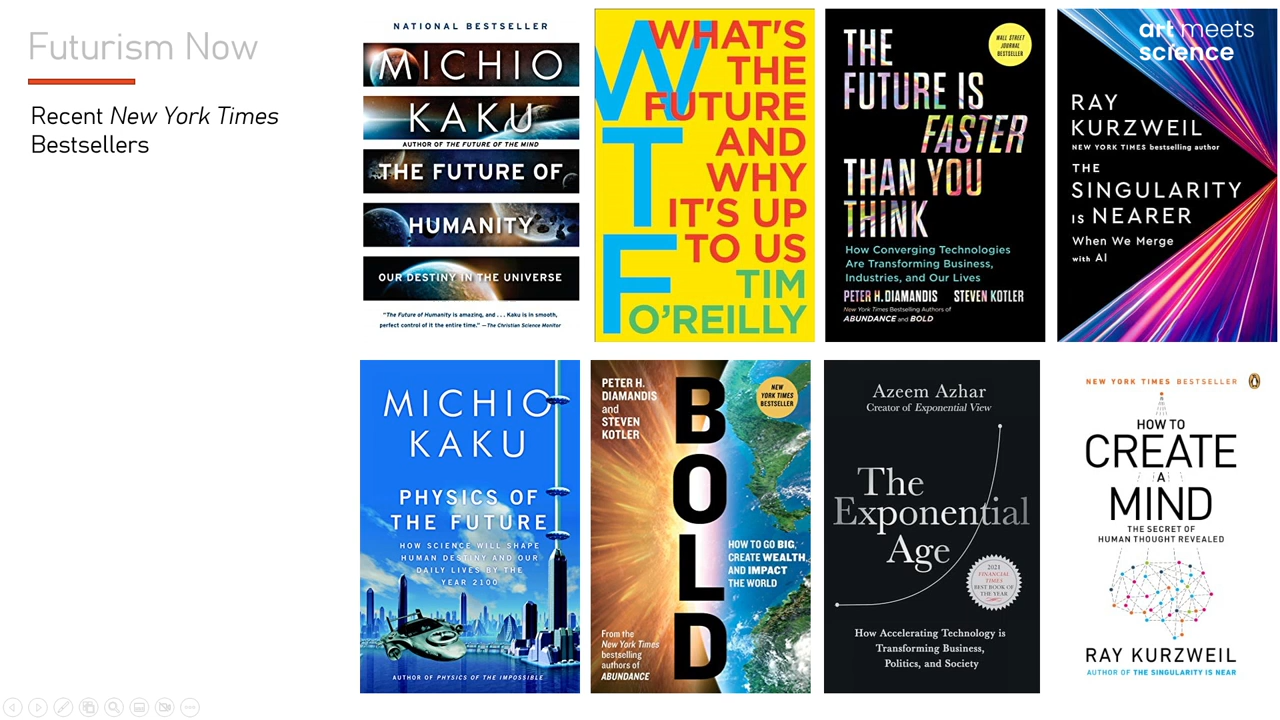 Futurism Now
Recent New York Times
Bestsellers
NATIONAL BESTSELLER
MICHIO
KAKU
AUTHOR OF THE FUTURE OF THE MIND
THE FUTURE OF
HUMANITY
OUR DESTINY IN THE UNIVERSE
"The Future of Humanity is amazing, and . . . Kaku is in smooth,
perfect control of it the entire time." —The Christian Science Monitor
WTF
WHAT'S
THE
FUTURE
AND
WHY
IT'S UP
TO US
TIM
O'REILLY
THE
FUTURE IS
FASTER
THAN YOU
THINK
WALL STREET
JOURNAL
BESTSELLER
How Converging Technologies
Are Transforming Business,
Industries, and Our Lives
PETER H. DIAMANDIS STEVEN KOTLER
New York Times Bestselling Authors of
ABUNDANCE and BOLD
art meets
science
RAY
KURZWEIL
NEW YORK TIMES bestselling author
THE
SINGULARITY
IS NEARER
When We Merge
with AI
MICHIO
KAKU
PHYSICS OF
THE FUTURE
HOW SCIENCE WILL SHAPE
HUMAN DESTINY AND OUR
DAILY LIVES BY THE
YEAR 2100
AUTHOR OF PHYSICS OF THE IMPOSSIBLE
PETER H.
DIAMANDIS
and
STEVEN
KOTLER
BOLD
NEW
YORK TIMES
BESTSELLER
HOW TO GO BIG,
CREATE WEALTH,
AND IMPACT
THE WORLD
From the
New York Times
bestselling
authors of
ABUNDANCE
Azeem Azhar
Creator of Exponential View
The
Exponential
Age
2021
FINANCIAL
TIMES
BEST BOOK OF
THE YEAR
How Accelerating Technology is
Transforming Business,
Politics, and Society
NEW YORK TIMES BESTSELLER
HOW TO
CREATE
A
MIND
THE SECRET OF
HUMAN THOUGHT REVEALED
RAY KURZWEIL
AUTHOR OF THE SINGULARITY IS NEAR